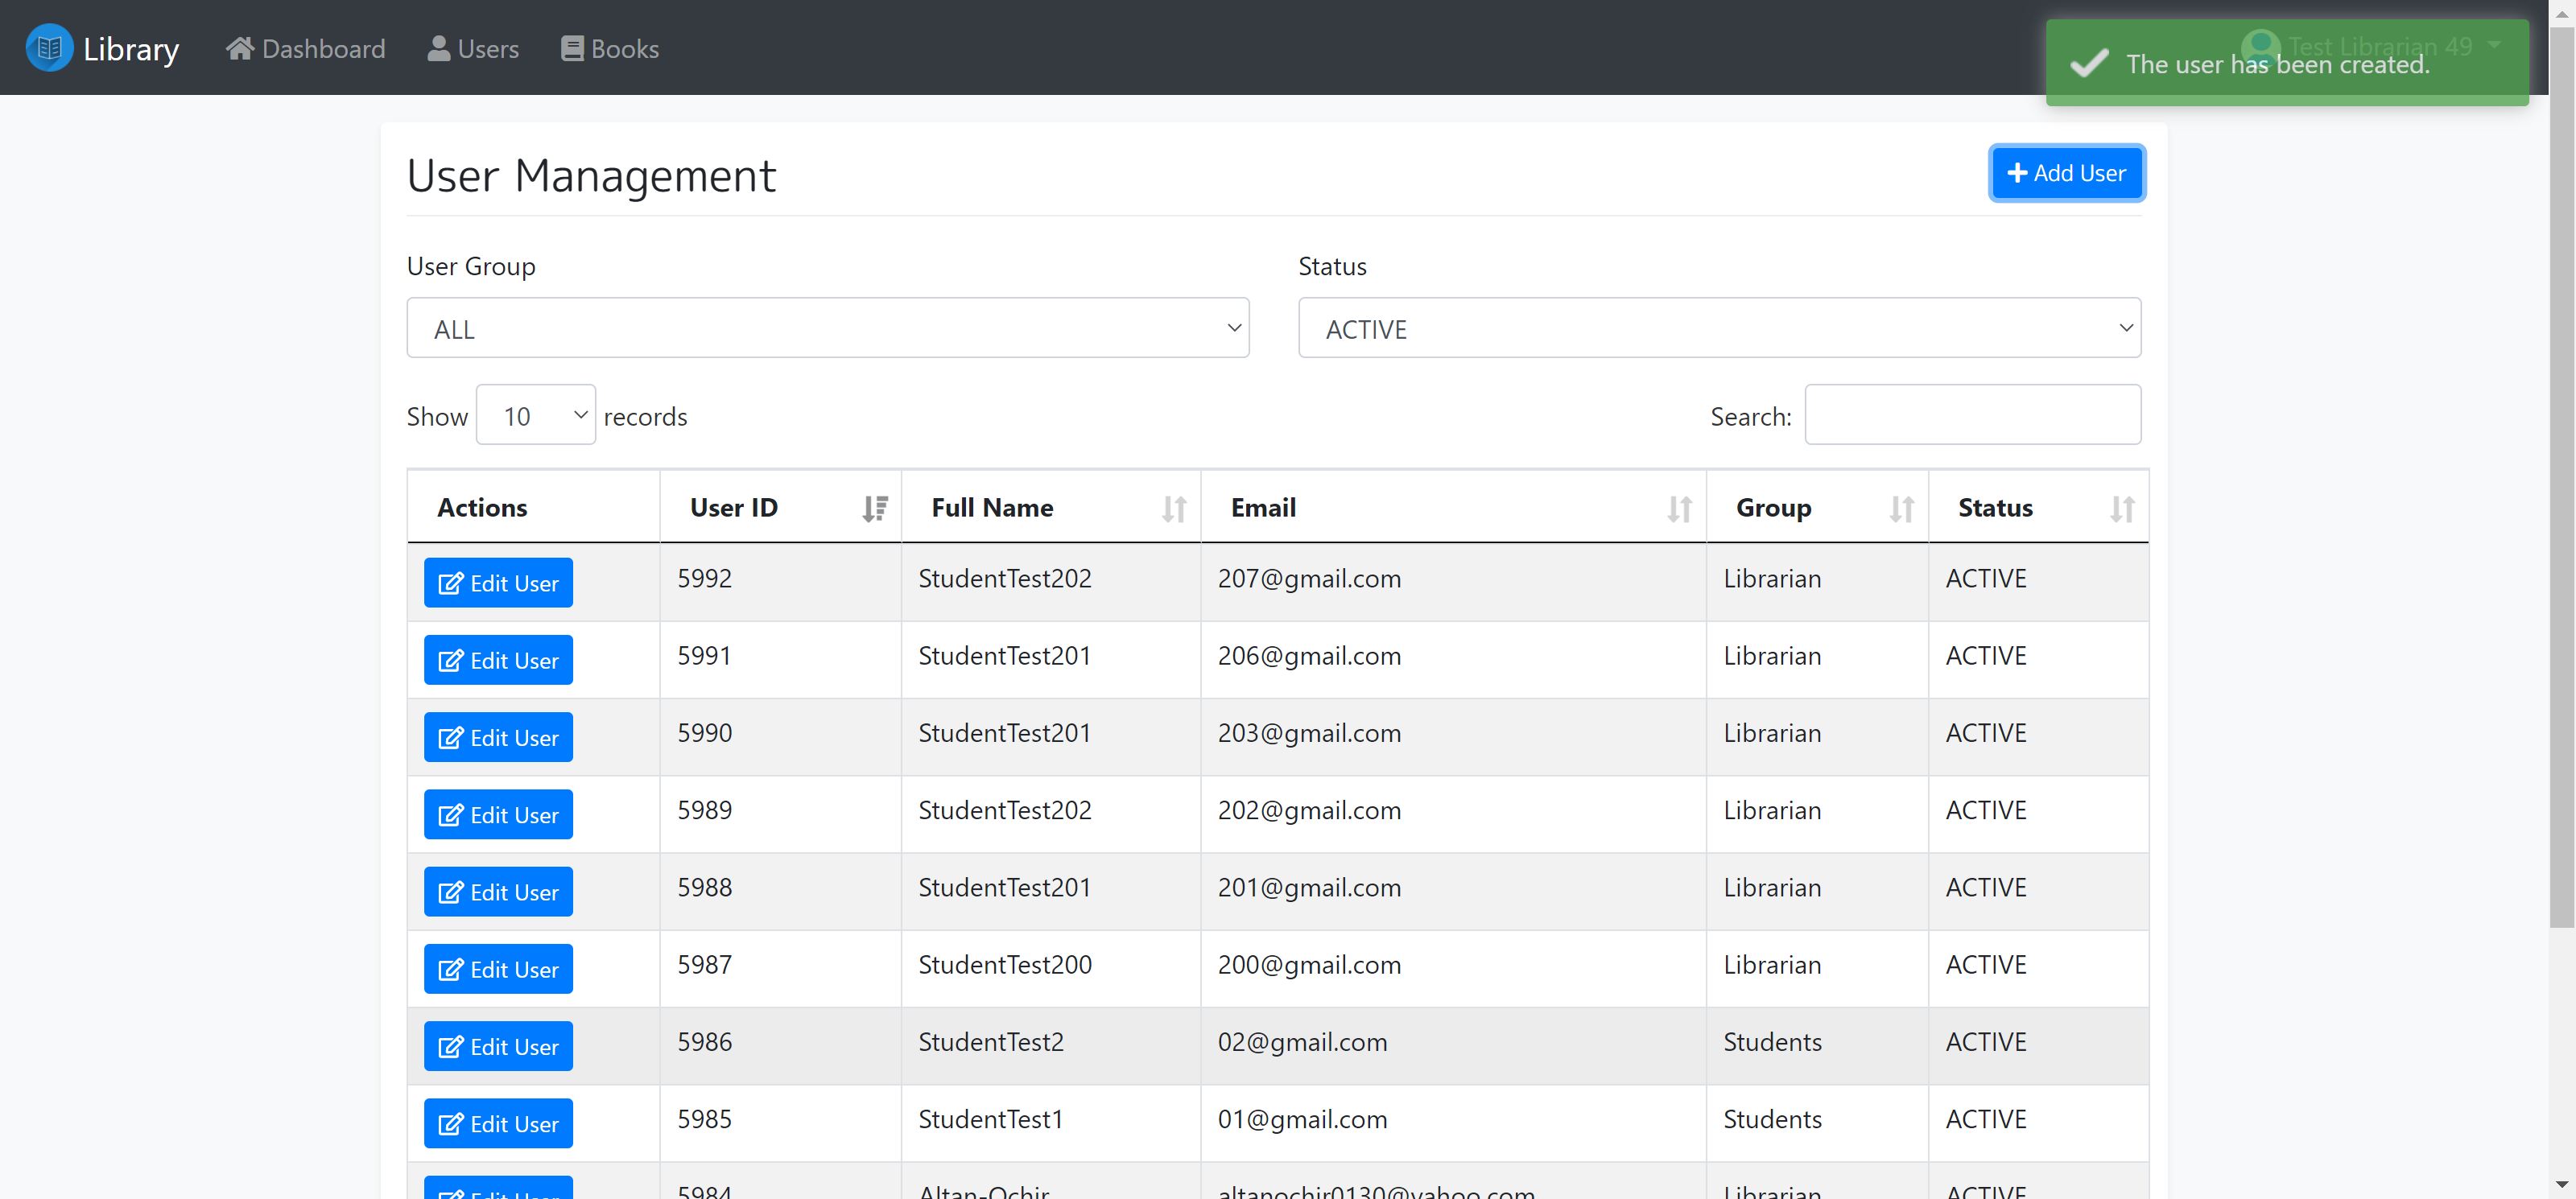 Library Dashboard Users Books Test Librarian 49
The user has been created.
User Management
Add User
User Group Status
ALL ACTIVE
Show 10 records Search:
Actions User ID Full Name Email Group Status
Edit User 5992 StudentTest202 207@gmail.com Librarian ACTIVE
Edit User 5991 StudentTest201 206@gmail.com Librarian ACTIVE
Edit User 5990 StudentTest201 203@gmail.com Librarian ACTIVE
Edit User 5989 StudentTest202 202@gmail.com Librarian ACTIVE
Edit User 5988 StudentTest201 201@gmail.com Librarian ACTIVE
Edit User 5987 StudentTest200 200@gmail.com Librarian ACTIVE
Edit User 5986 StudentTest2 02@gmail.com Students ACTIVE
Edit User 5985 StudentTest1 01@gmail.com Students ACTIVE
Edit User 5984 Altan-Ochir altanochir0130@yahoo.com Librarian ACTIVE